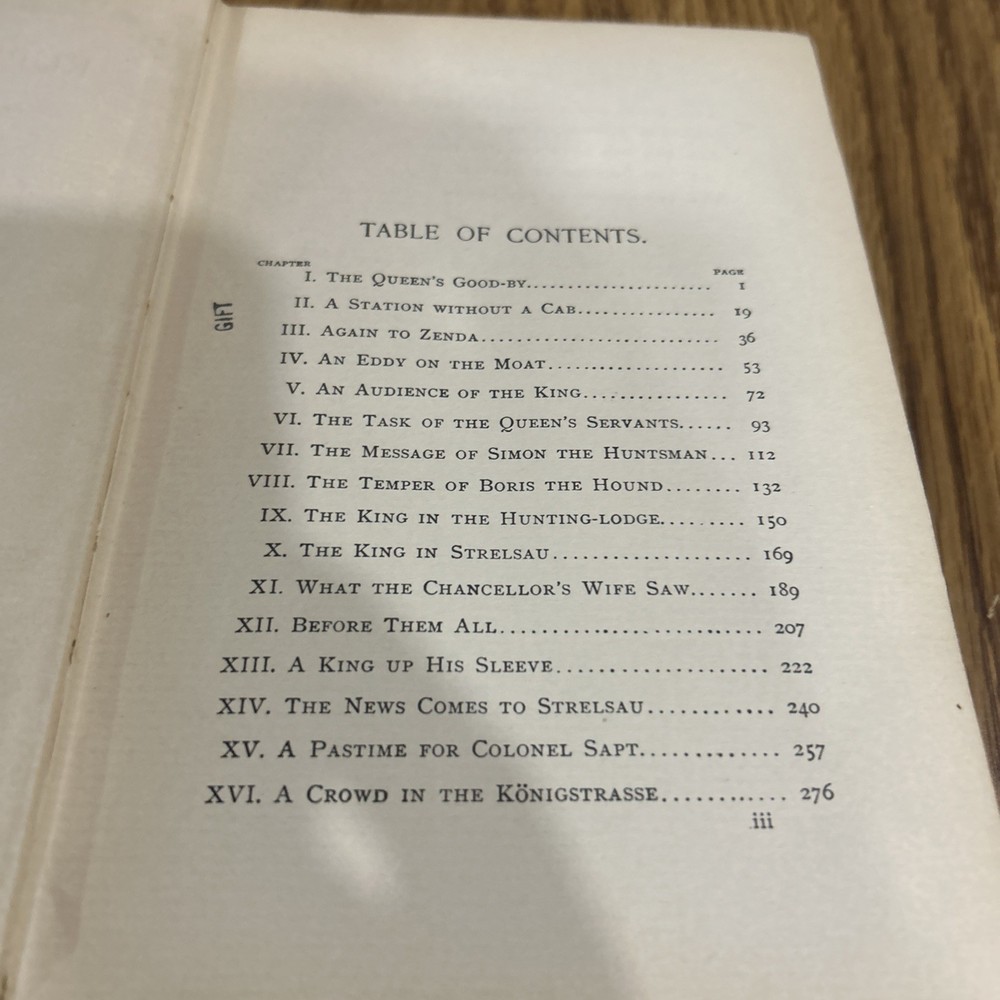 TABLE OF CONTENTS.
CHAPTER PAGE
I. THE QUEEN'S GOOD-BY...................... 1
II. A STATION WITHOUT A CAB................ 19
III. AGAIN TO ZENDA........................... 36
IV. AN EDDY ON THE MOAT..................... 53
V. AN AUDIENCE OF THE KING................. 72
VI. THE TASK OF THE QUEEN'S SERVANTS...... 93
VII. THE MESSAGE OF SIMON THE HUNTSMAN... 112
VIII. THE TEMPER OF BORIS THE HOUND........ 132
IX. THE KING IN THE HUNTING-LODGE......... 150
X. THE KING IN STRELSAU.................... 169
XI. WHAT THE CHANCELLOR'S WIFE SAW....... 189
XII. BEFORE THEM ALL.......................... 207
XIII. A KING UP HIS SLEEVE.................... 222
XIV. THE NEWS COMES TO STRELSAU............ 240
XV. A PASTIME FOR COLONEL SAPT............. 257
XVI. A CROWD IN THE KÖNIGSTRASSE............ 276
iii
GIFT